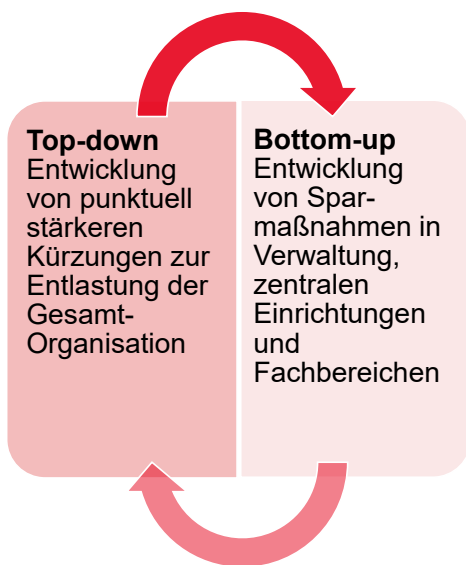 Top-down
Entwicklung
von punktuell
stärkeren
Kürzungen zur
Entlastung der
Gesamt-
Organisation
Bottom-up
Entwicklung
von Spar-
maßnahmen in
Verwaltung,
zentralen
Einrichtungen
und
Fachbereichen